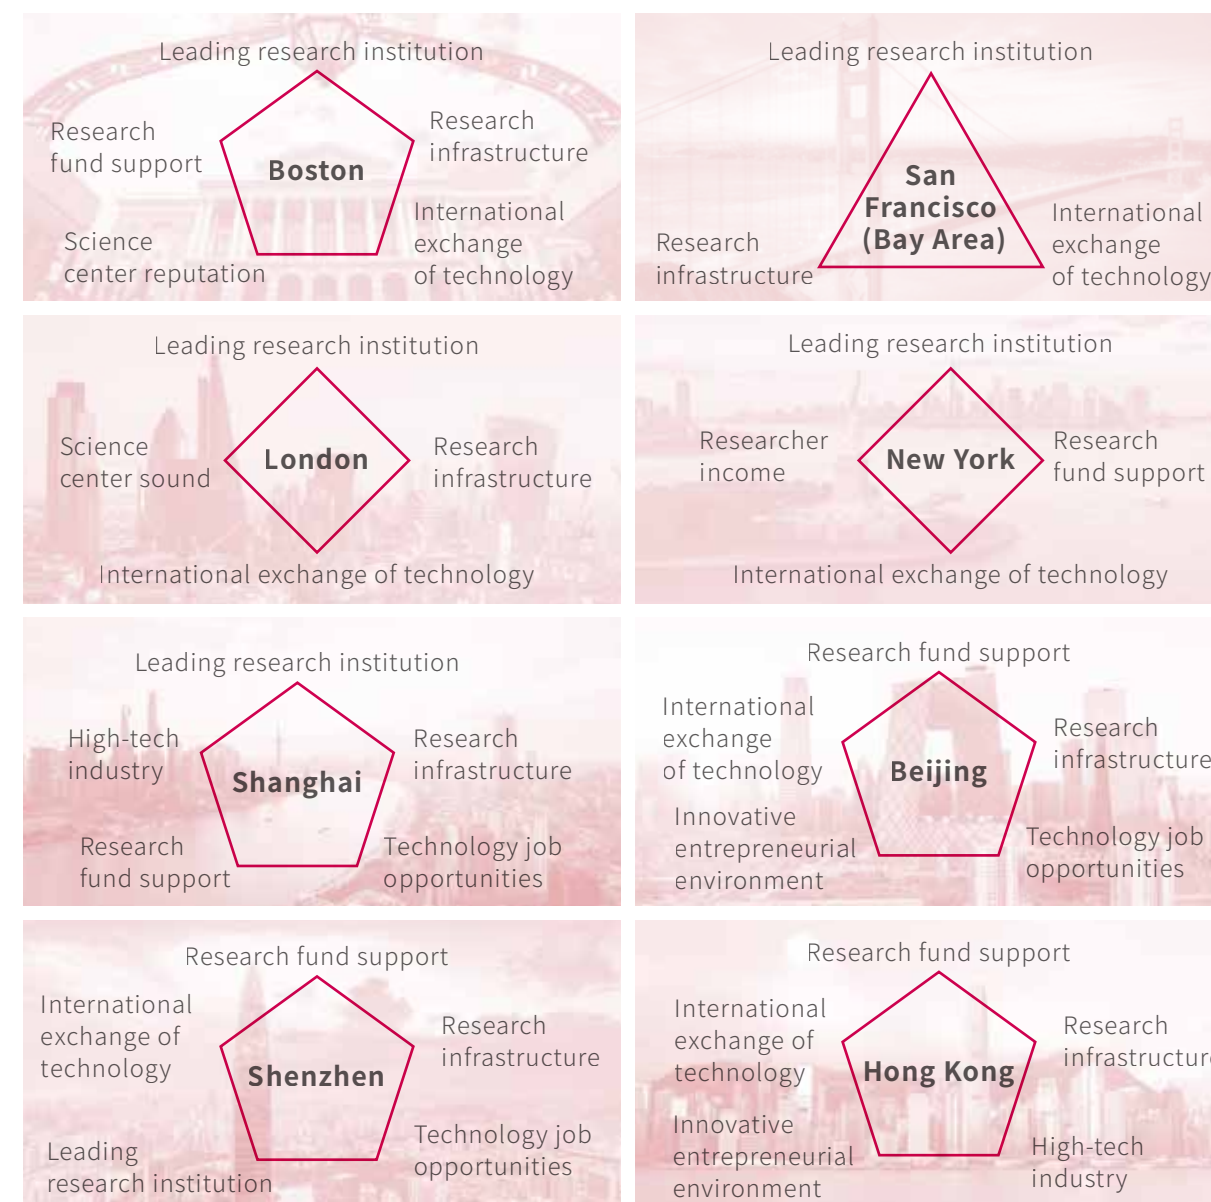 Leading research institution
Research
fund support
Research
infrastructure
Boston
Science
center reputation
International
exchange
of technology
Leading research institution
San
Francisco
(Bay Area)
Research
infrastructure
International
exchange
of technology
Leading research institution
Science
center sound
London
Research
infrastructure
International exchange of technology
Leading research institution
Researcher
income
New York
Research
fund support
International exchange of technology
Leading research institution
High-tech
industry
Research
infrastructure
Shanghai
Research
fund support
Technology job
opportunities
Research fund support
International
exchange
of technology
Research
infrastructure
Beijing
Innovative
entrepreneurial
environment
Technology job
opportunities
Research fund support
International
exchange of
technology
Research
infrastructure
Shenzhen
Leading
research institution
Technology job
opportunities
Research fund support
International
exchange of
technology
Research
infrastructure
Hong Kong
Innovative
entrepreneurial
environment
High-tech
industry